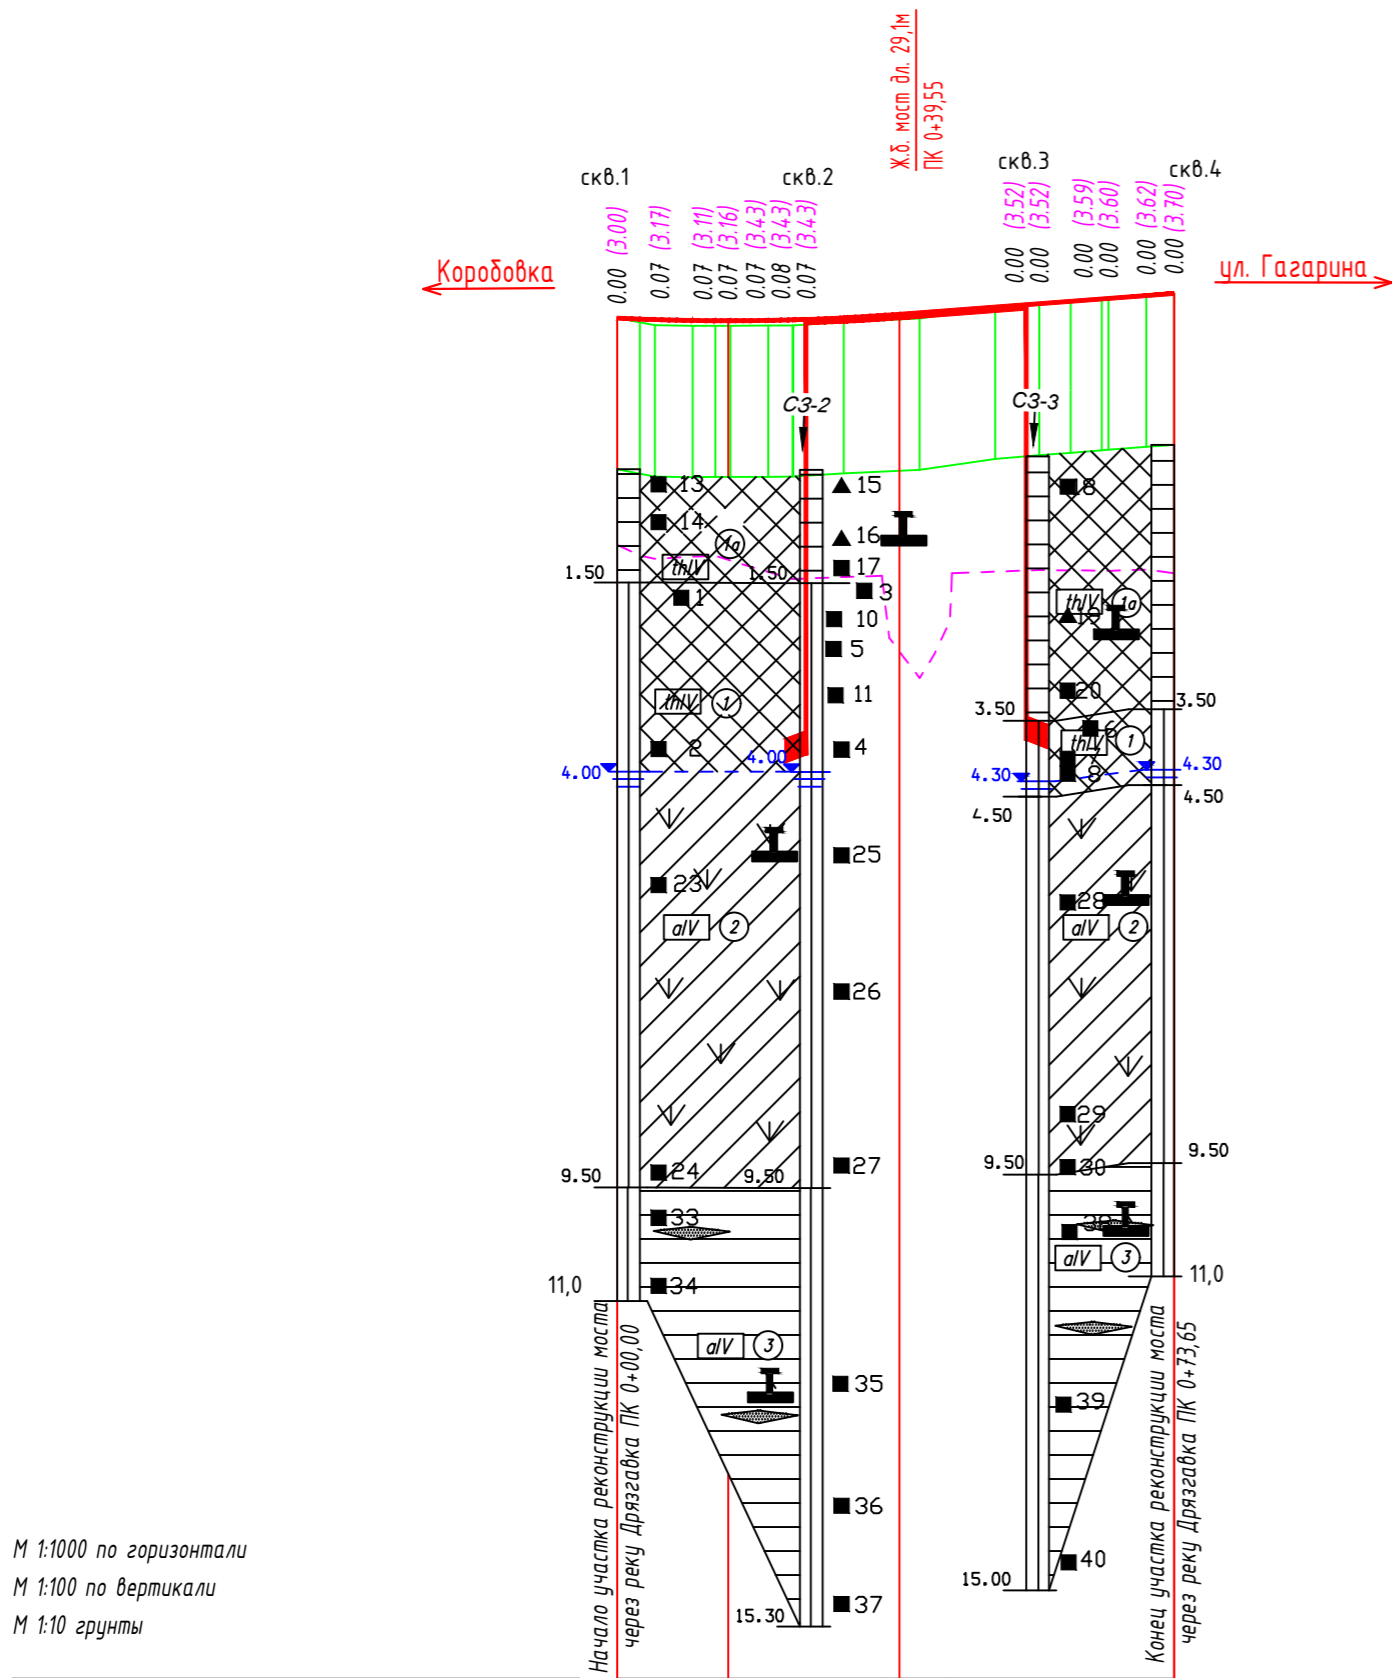 Ж.б. мост дл. 29,1м
ПК 0+39,55
скв.1
скв.2
скв.3
скв.4
0.00 (3.00)
0.07 (3.17)
0.07 (3.11)
0.07 (3.16)
0.07 (3.43)
0.08 (3.43)
0.07 (3.43)
0.00 (3.52)
0.00 (3.52)
0.00 (3.59)
0.00 (3.60)
0.00 (3.62)
0.00 (3.70)
Коробовка
ул. Гагарина
СЗ-2
СЗ-3
13
15
18
14
1а
16
thIV
17
1.50
1.50
1
3
thIV
19
1а
10
5
thIV
1
11
20
3.50
3.50
6
2
4
thIV
7
1
4.00
4.00
4.30
8
4.30
4.50
4.50
25
23
28
aIV
2
aIV
2
26
29
24
27
30
9.50
9.50
9.50
9.50
33
38
aIV
3
34
11,0
11,0
aIV
3
35
39
36
40
37
15.00
15.30
Начало участка реконструкции моста
через реку Дрязгавка ПК 0+00,00
Конец участка реконструкции моста
через реку Дрязгавка ПК 0+73,65
М 1:1000 по горизонтали
М 1:100 по вертикали
М 1:10 грунты